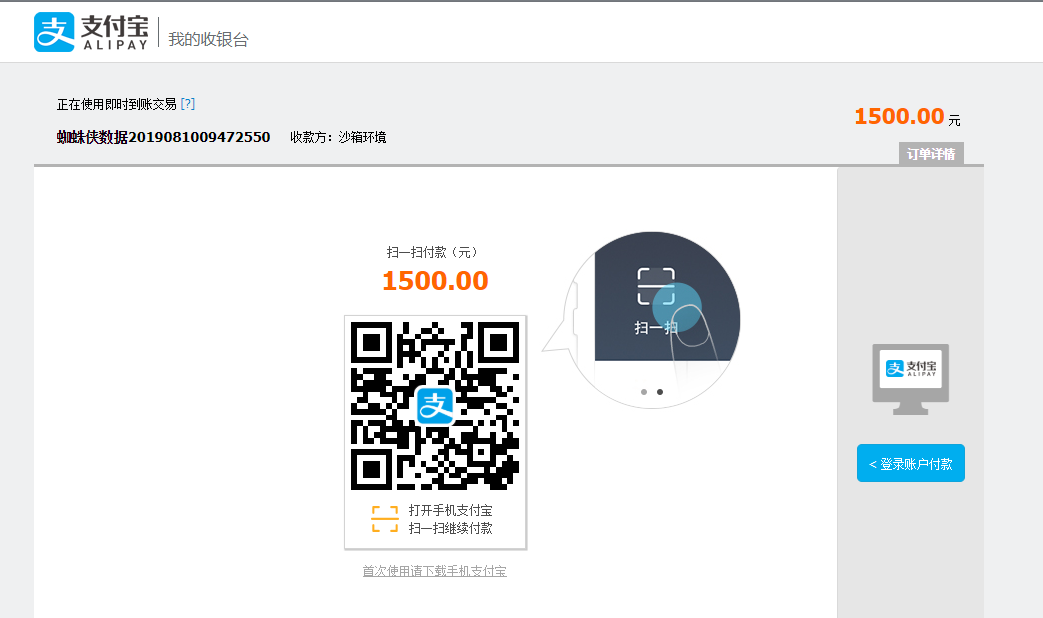 支付宝
ALIPAY
我的收银台
正在使用即时到账交易 [?]
蜘蛛侠数据2019081009472550 收款方：沙箱环境
1500.00 元
订单详情
扫一扫付款（元）
1500.00
扫一扫
支
支付宝
ALIPAY
打开手机支付宝
扫一扫继续付款
< 登录账户付款
首次使用请下载手机支付宝